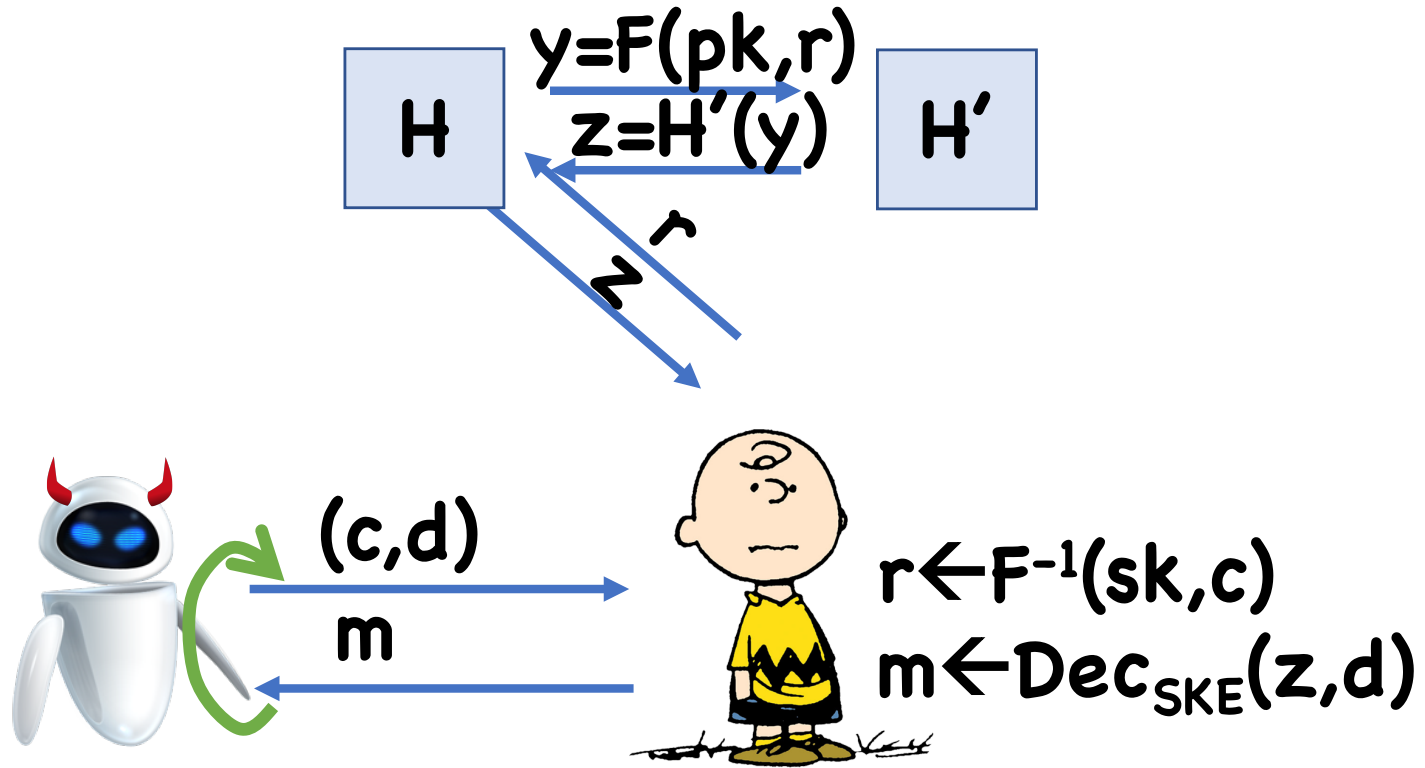 y=F(pk,r)
H
z=H′(y)
H′
r
z
(c,d)
m
r←F⁻¹(sk,c)
m←Dec_SKE(z,d)